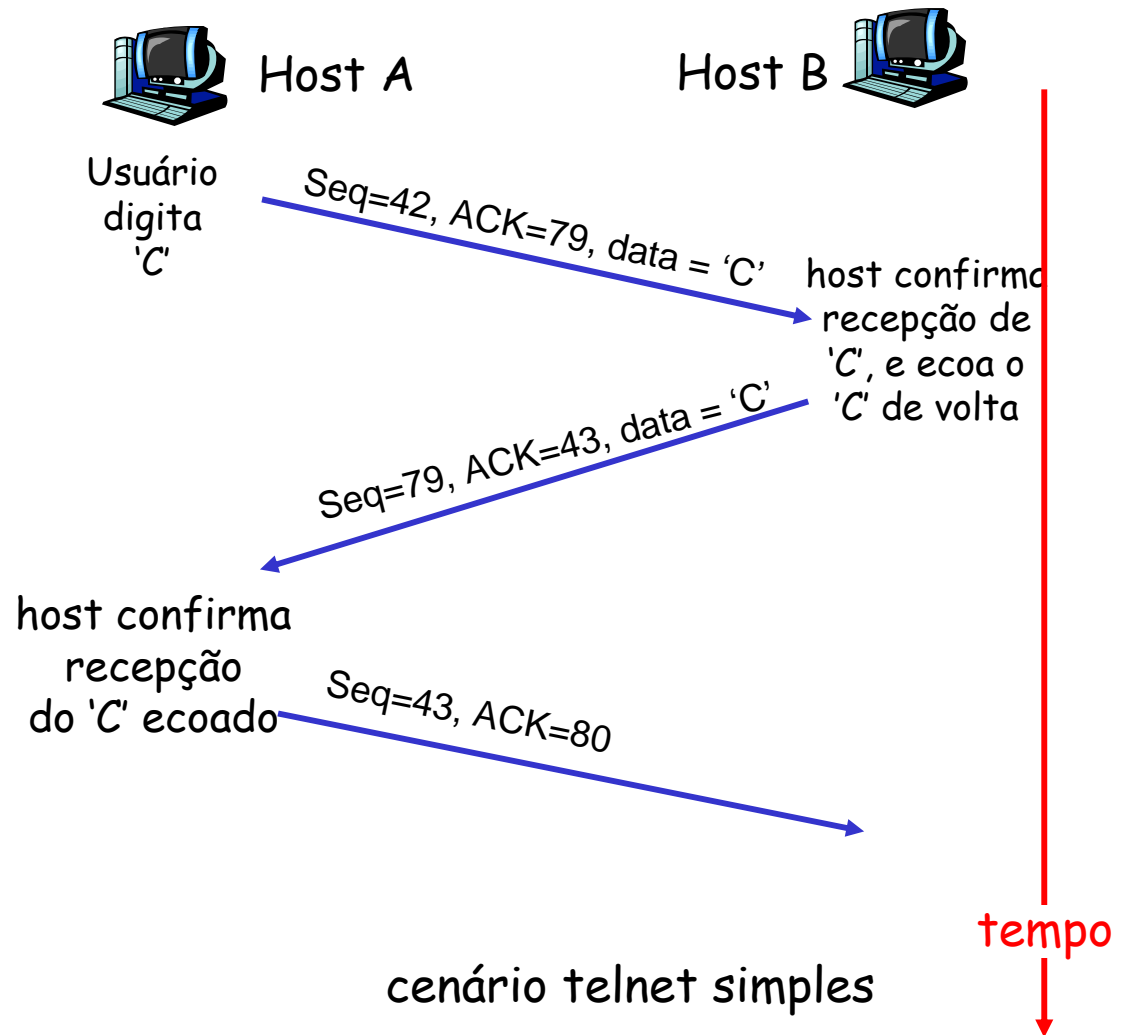 Host A
Host B
Usuário
digita
‘C’
Seq=42, ACK=79, data = ‘C’
host confirma
recepção de
‘C’, e ecoa o
’C’ de volta
Seq=79, ACK=43, data = ‘C’
host confirma
recepção
do ‘C’ ecoado
Seq=43, ACK=80
tempo
cenário telnet simples